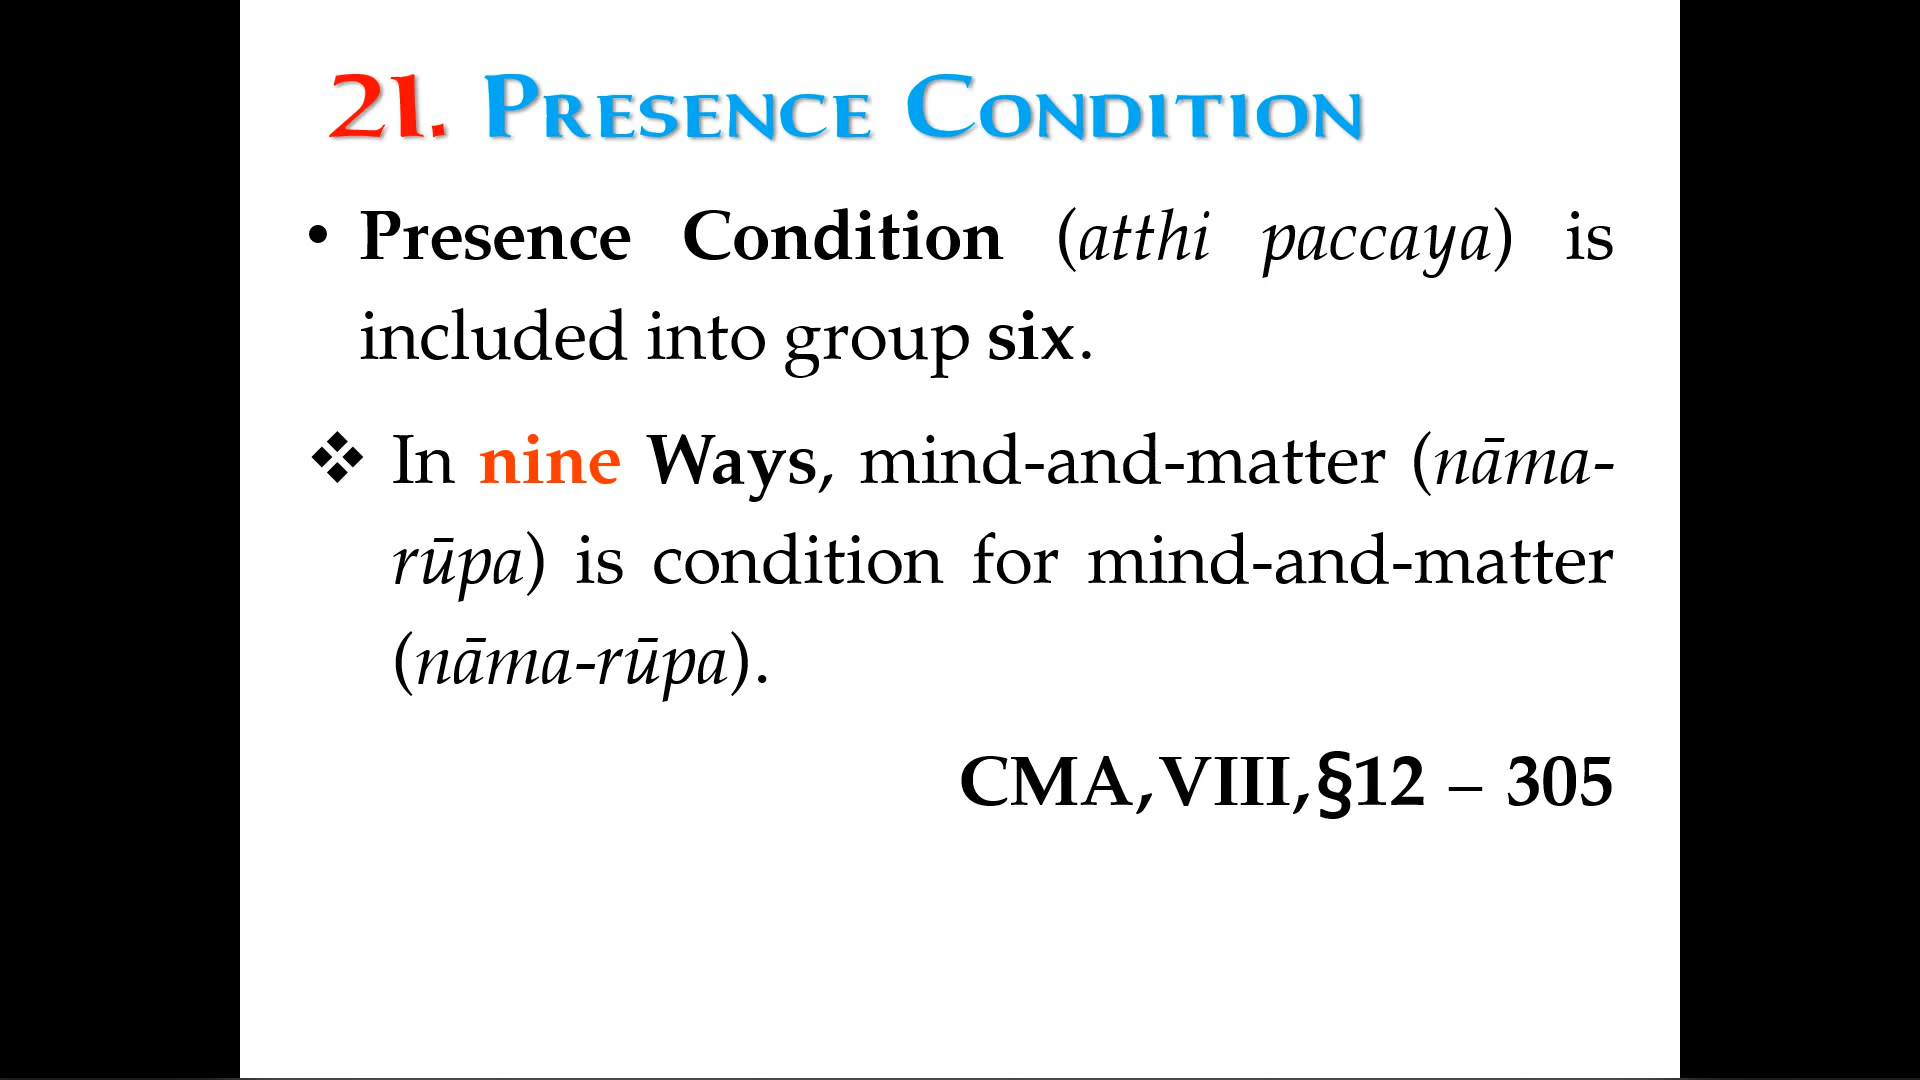 21. Presence Condition
• Presence Condition (atthi paccaya) is
included into group six.
❖ In nine Ways, mind-and-matter (nāma-
rūpa) is condition for mind-and-matter
(nāma-rūpa).
CMA, VIII, §12 – 305